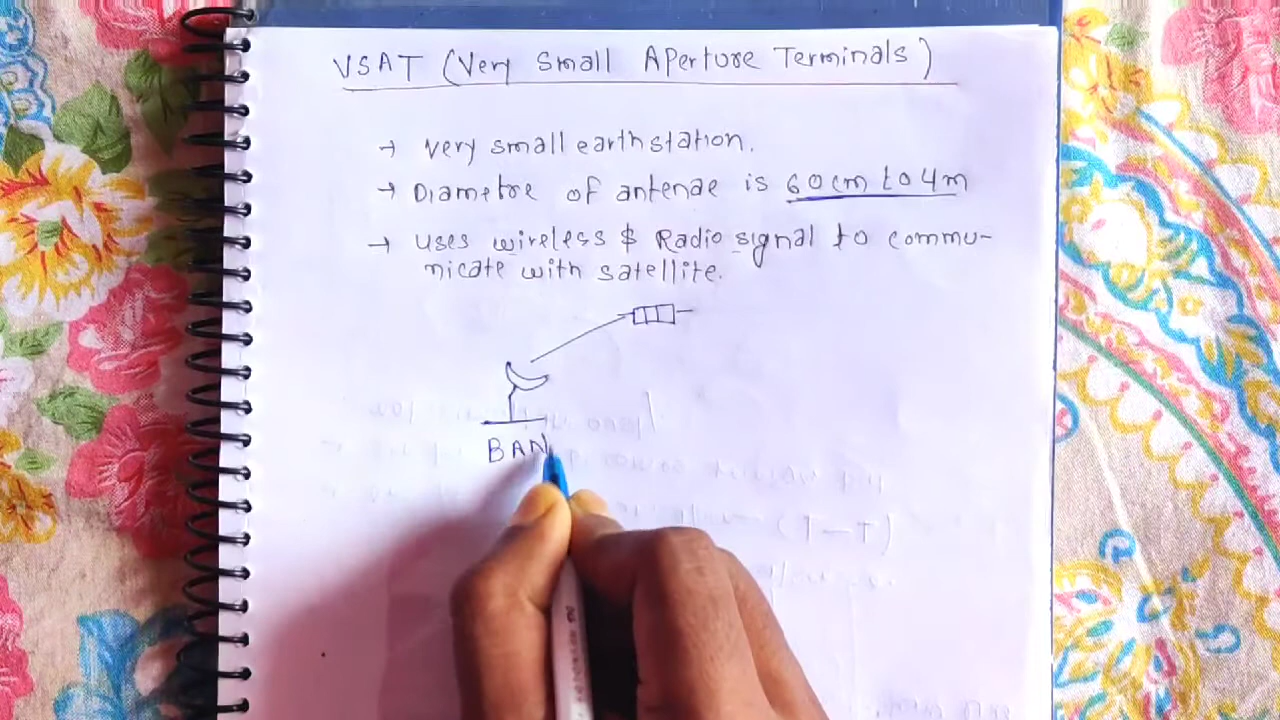 VSAT (Very Small Aperture Terminals)
→ Very small earth station.
→ Diametre of antenae is 60cm to 4m
→ Uses wireless & Radio signal to commu-
nicate with satellite.
BAN